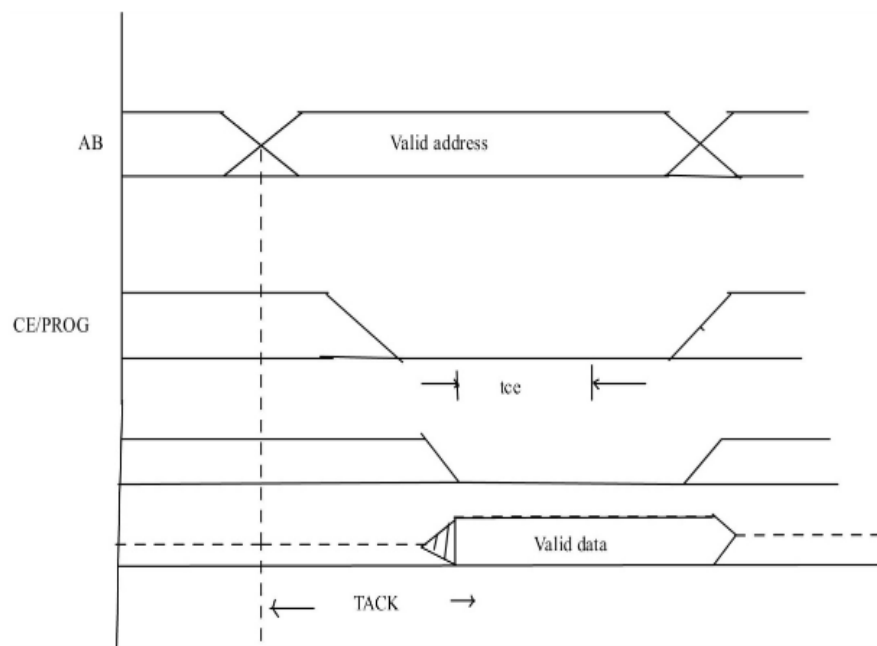 AB
Valid address
CE/PROG
tce
Valid data
TACK